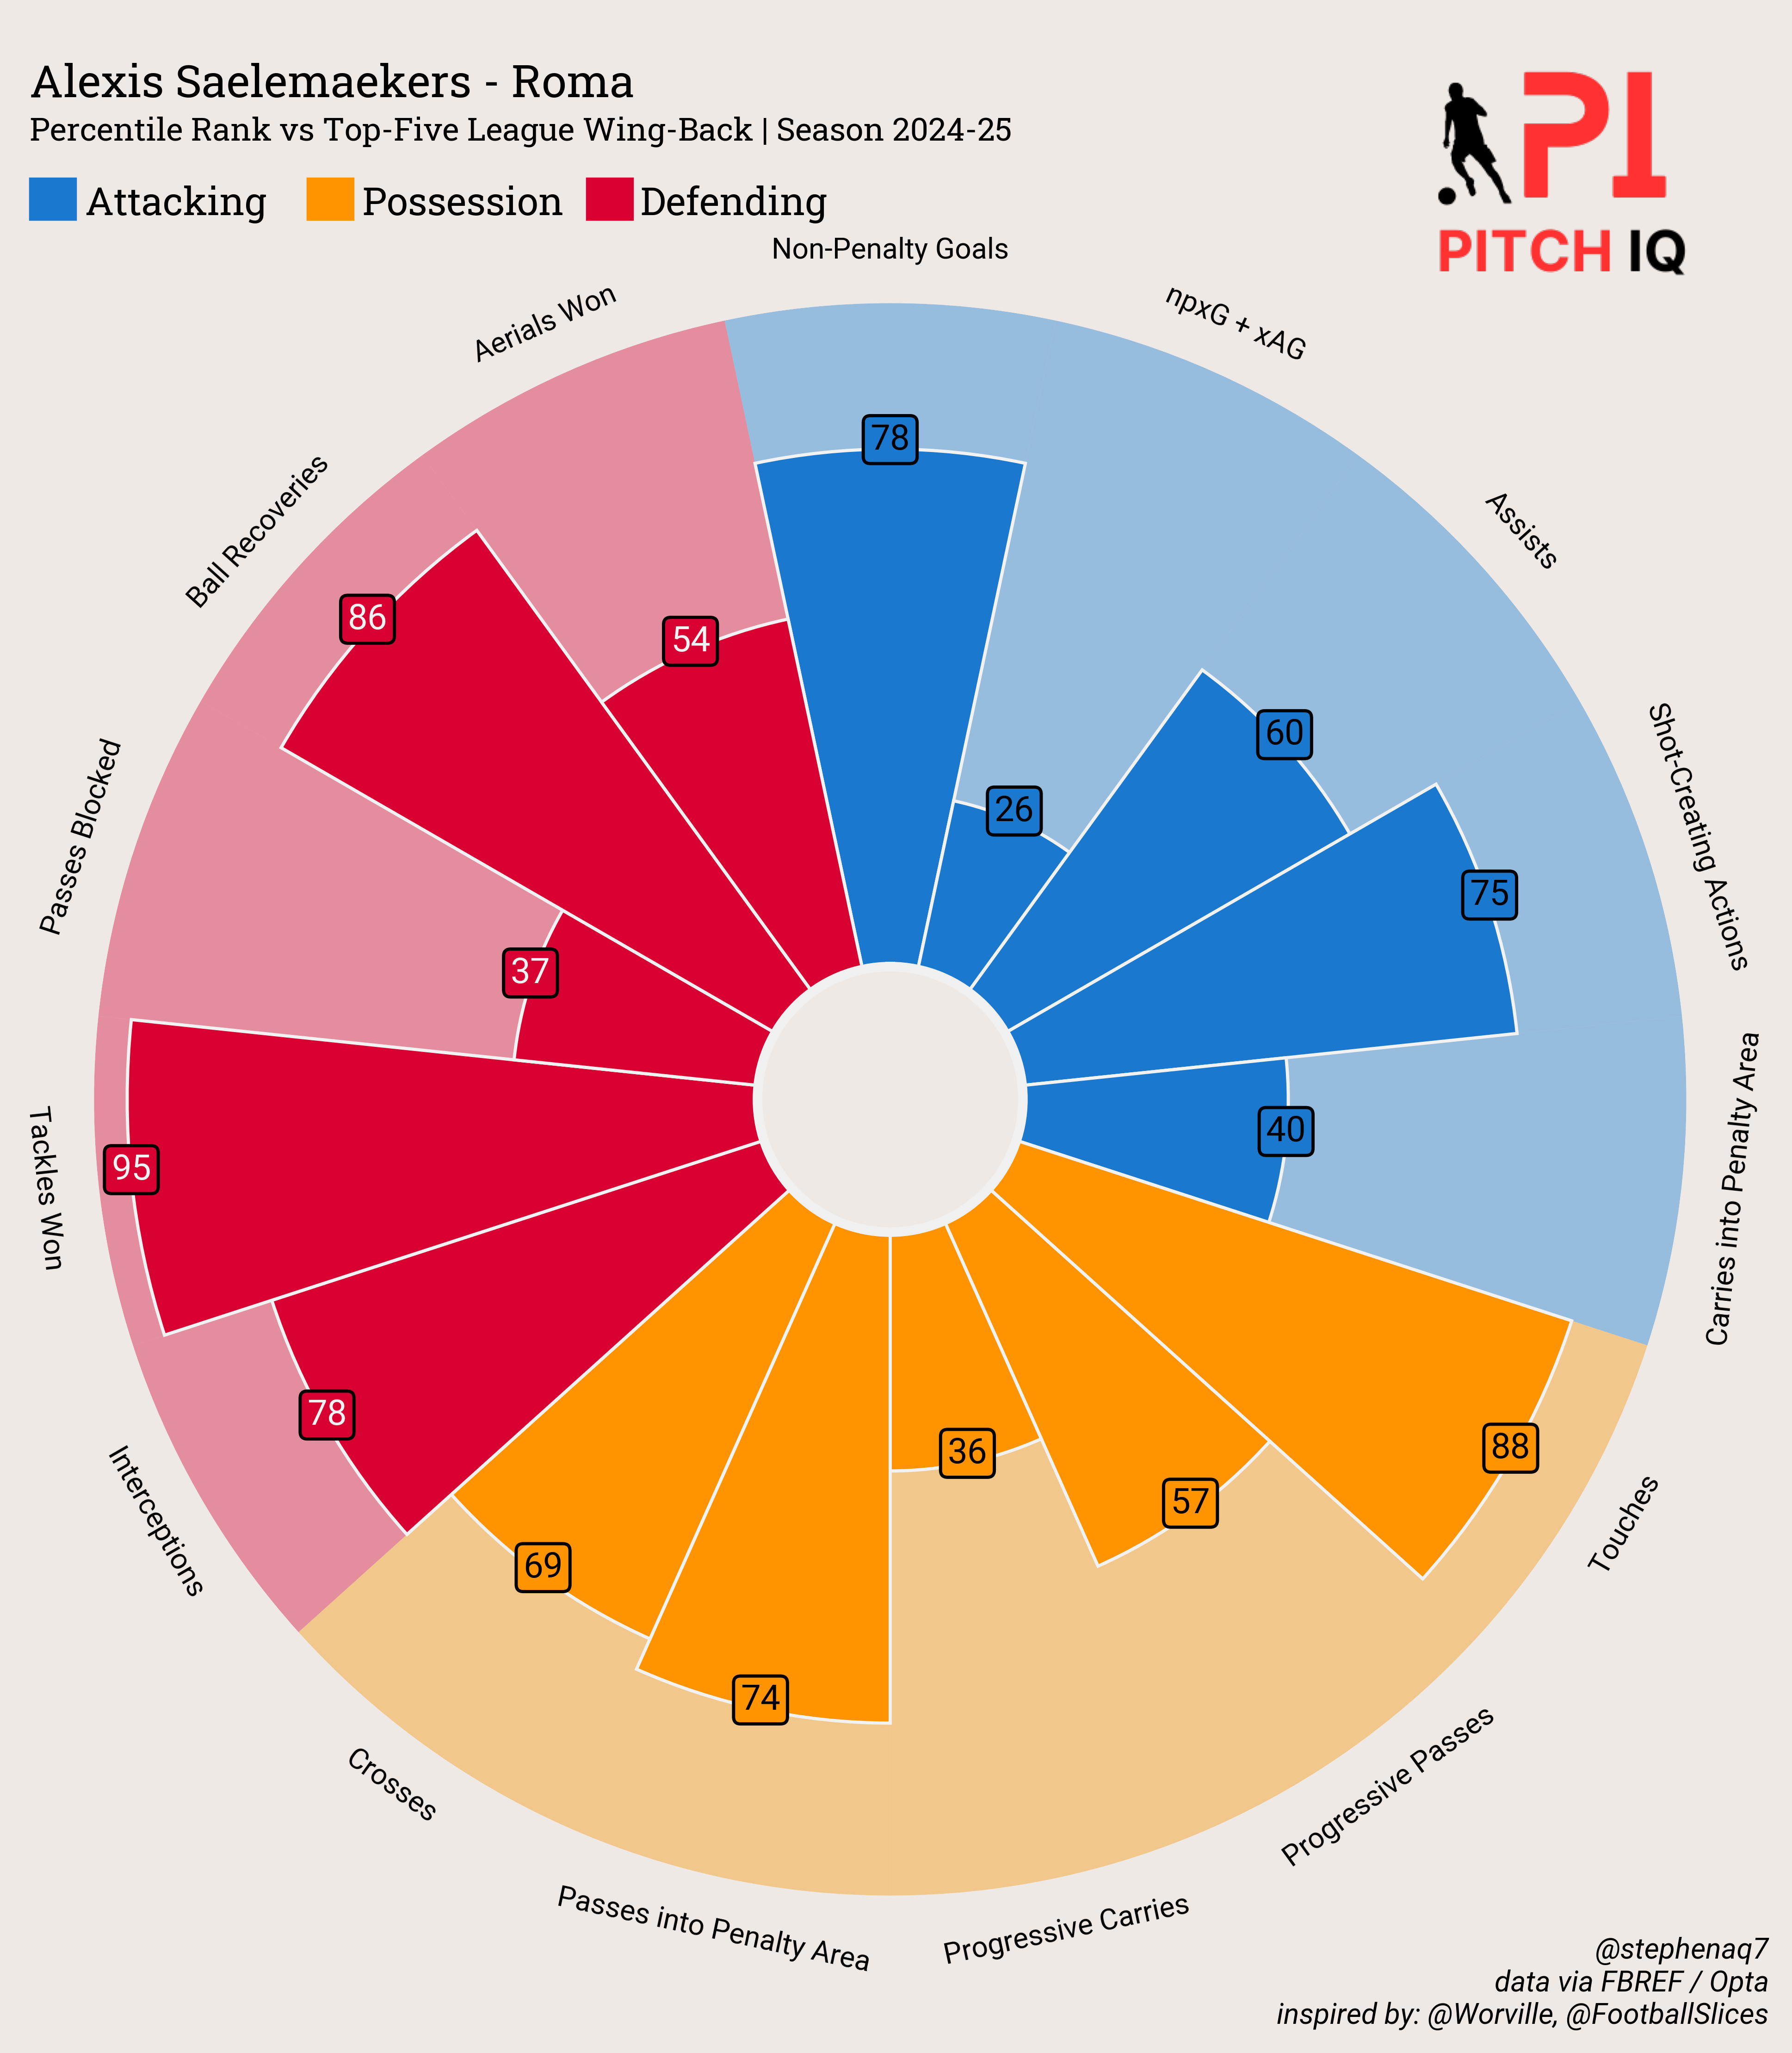 Alexis Saelemaekers - Roma
Percentile Rank vs Top-Five League Wing-Back | Season 2024-25
Attacking
Possession
Defending
PI
PITCH IQ
Non-Penalty Goals
78
npxG + xAG
26
Assists
60
Shot-Creating Actions
75
Carries into Penalty Area
40
Touches
88
Progressive Passes
57
Progressive Carries
36
Passes into Penalty Area
74
Crosses
69
Interceptions
78
Tackles Won
95
Passes Blocked
37
Ball Recoveries
86
Aerials Won
54
@stephenaq7
data via FBREF / Opta
inspired by: @Worville, @FootballSlices